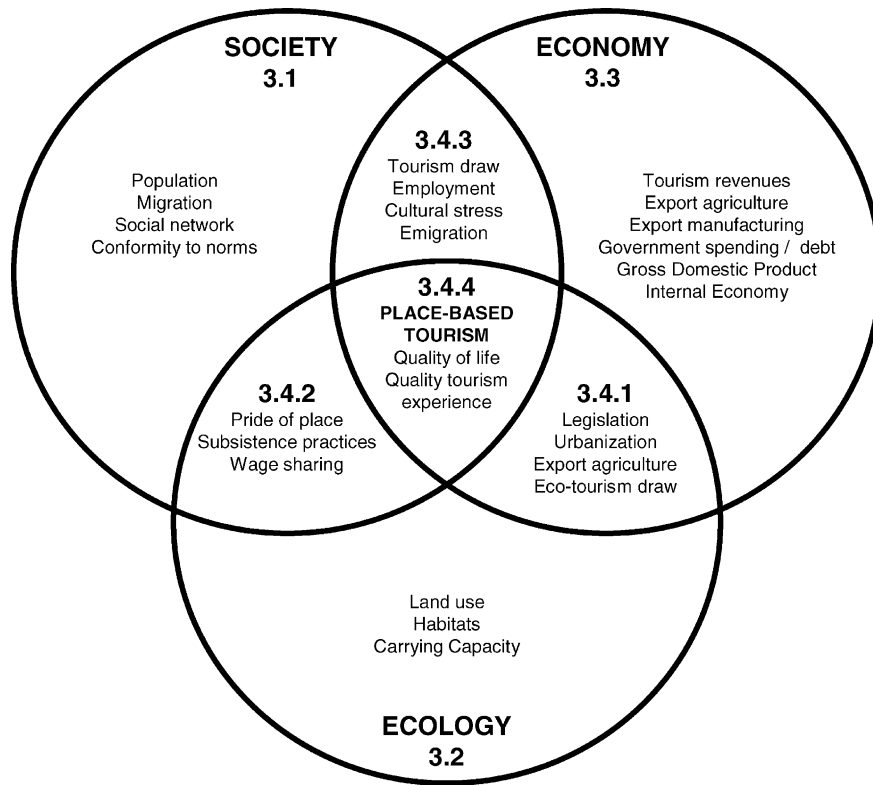 SOCIETY
3.1
ECONOMY
3.3
3.4.3
Tourism draw
Employment
Cultural stress
Emigration
Population
Migration
Social network
Conformity to norms
Tourism revenues
Export agriculture
Export manufacturing
Government spending / debt
Gross Domestic Product
Internal Economy
3.4.4
PLACE-BASED
TOURISM
Quality of life
Quality tourism
experience
3.4.2
Pride of place
Subsistence practices
Wage sharing
3.4.1
Legislation
Urbanization
Export agriculture
Eco-tourism draw
Land use
Habitats
Carrying Capacity
ECOLOGY
3.2